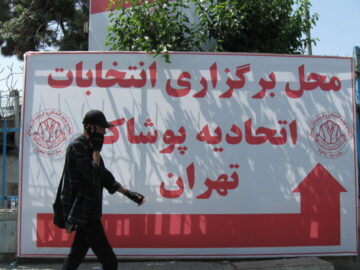 محل برگزاری انتخابات
اتحادیه پوشاک
تهران